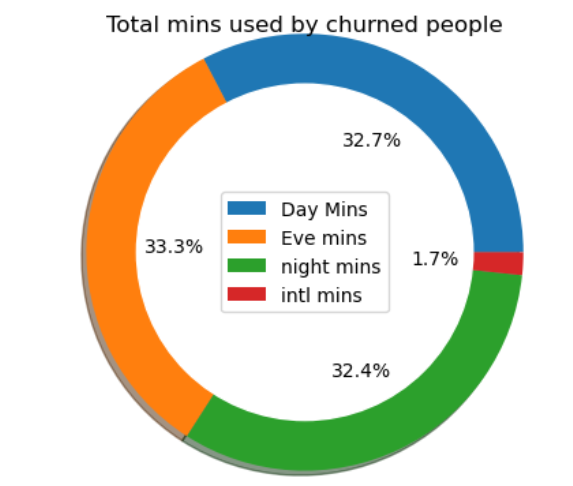 Total mins used by churned people
32.7%
Day Mins
Eve mins
33.3%
1.7%
night mins
intl mins
32.4%